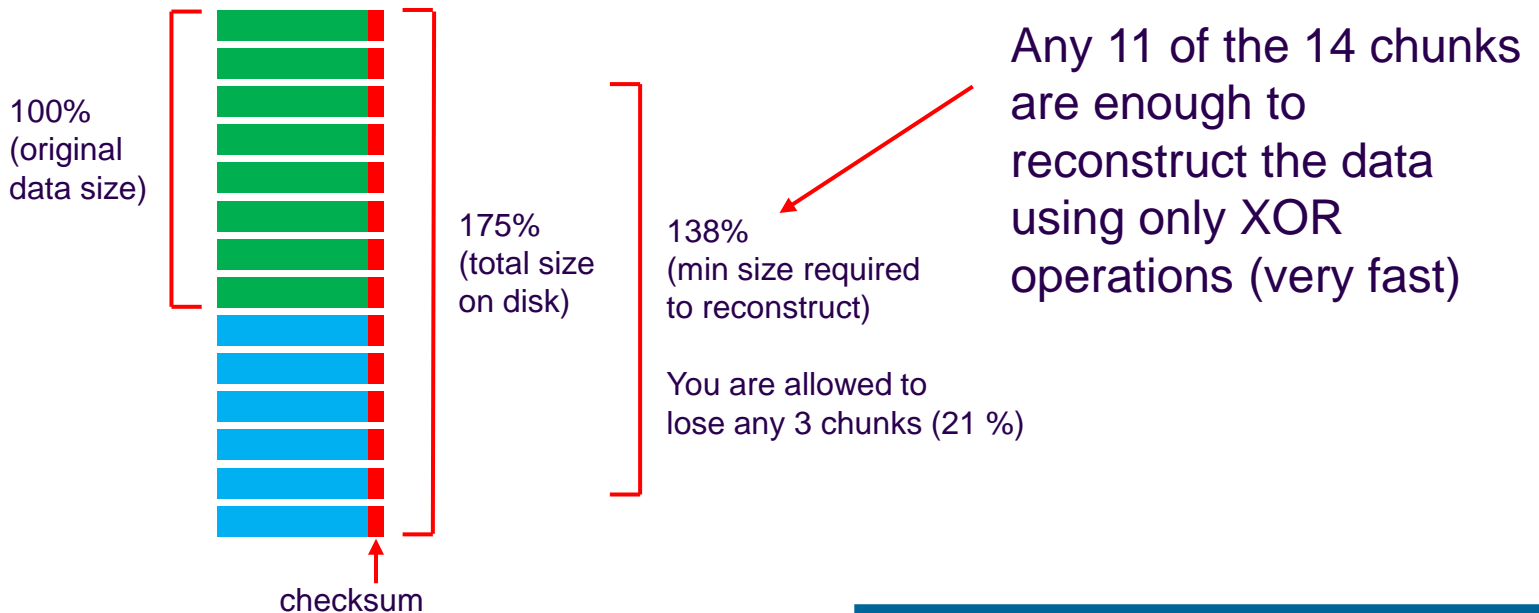 100%
(original
data size)
175%
(total size
on disk)
138%
(min size required
to reconstruct)
You are allowed to
lose any 3 chunks (21 %)
Any 11 of the 14 chunks
are enough to
reconstruct the data
using only XOR
operations (very fast)
checksum